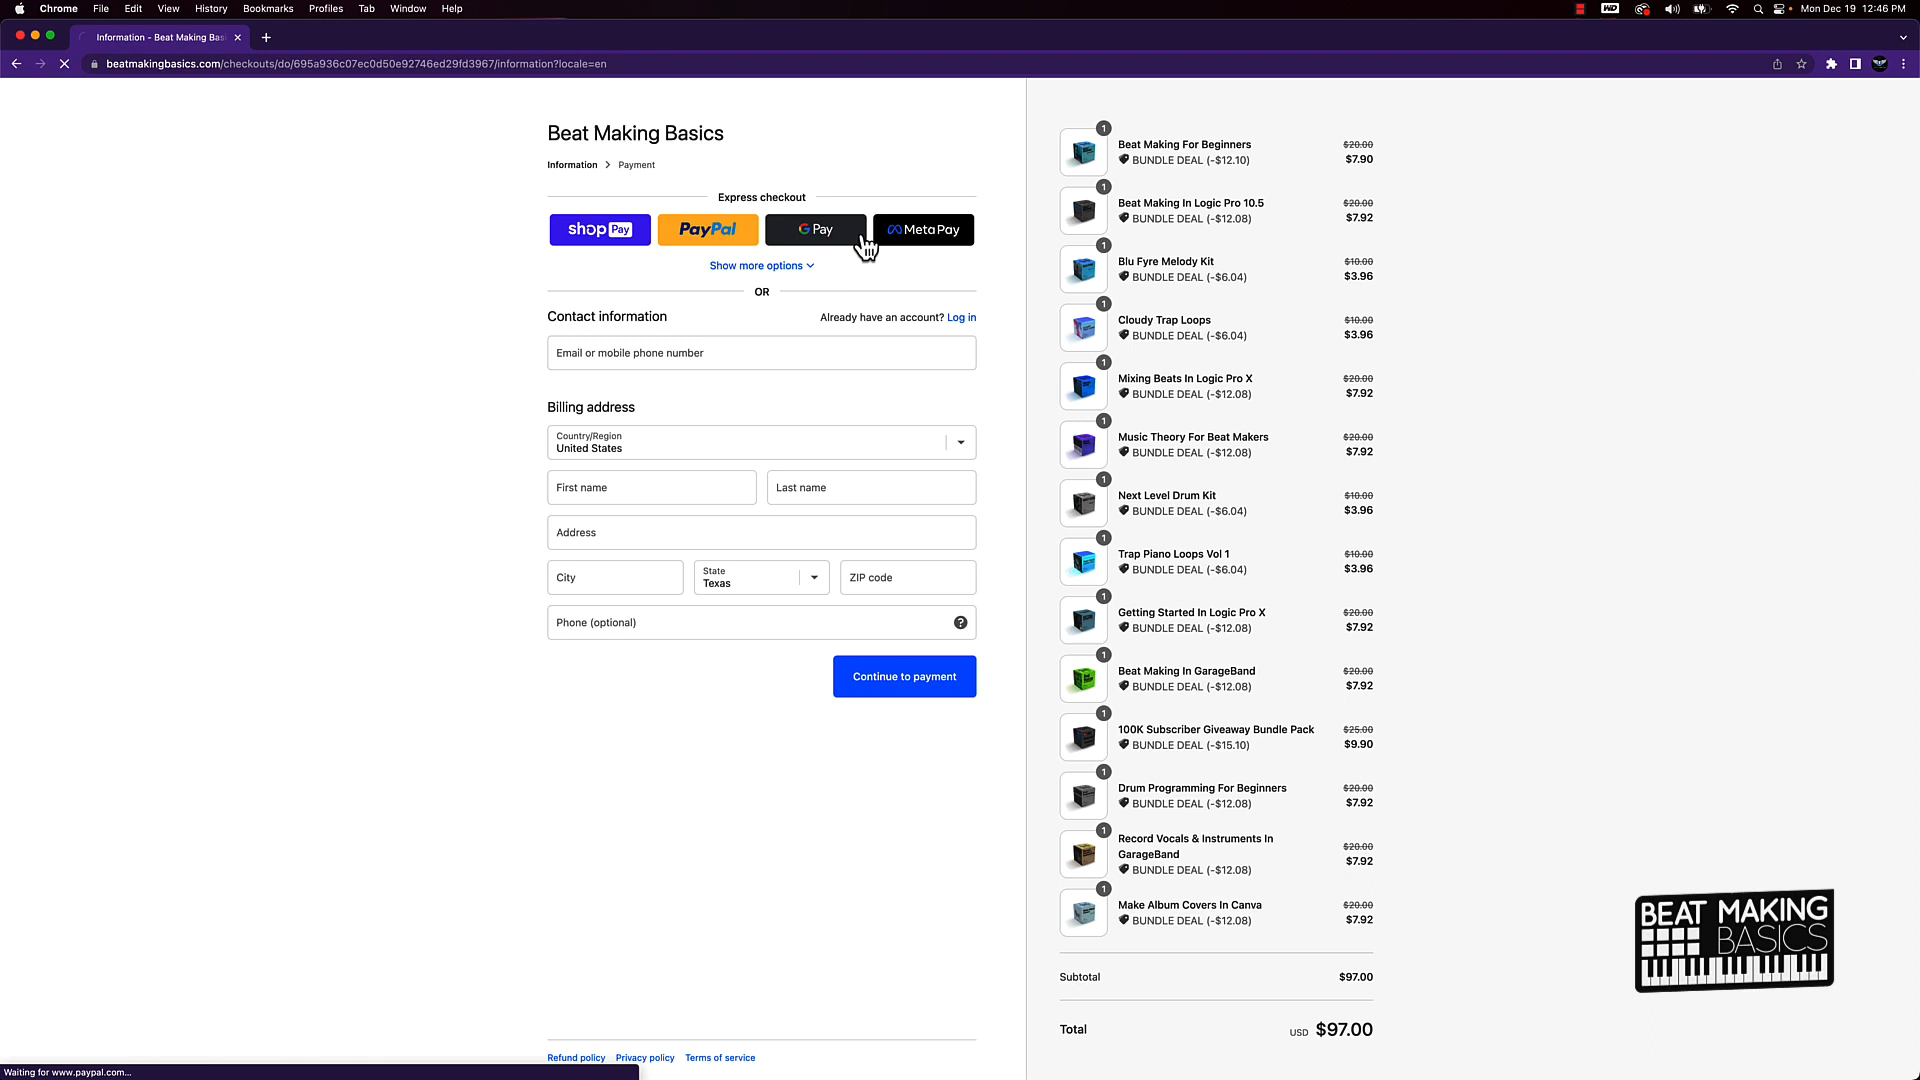 Chrome File Edit View History Bookmarks Profiles Tab Window Help
WD
Mon Dec 19 12:46 PM
Information - Beat Making Bas
beatmakingbasics.com/checkouts/do/695a936c07ec0d50e92746ed29fd3967/information?locale=en
Beat Making Basics
Information > Payment
Express checkout
shop Pay
PayPal
G Pay
Meta Pay
Show more options
OR
Contact information
Already have an account? Log in
Email or mobile phone number
Billing address
Country/Region
United States
First name
Last name
Address
City
State
Texas
ZIP code
Phone (optional)
?
Continue to payment
Refund policy Privacy policy Terms of service
Waiting for www.paypal.com...
1
Beat Making For Beginners $20.00
BUNDLE DEAL (-$12.10) $7.90
1
Beat Making In Logic Pro 10.5 $20.00
BUNDLE DEAL (-$12.08) $7.92
1
Blu Fyre Melody Kit $10.00
BUNDLE DEAL (-$6.04) $3.96
1
Cloudy Trap Loops $10.00
BUNDLE DEAL (-$6.04) $3.96
1
Mixing Beats In Logic Pro X $20.00
BUNDLE DEAL (-$12.08) $7.92
1
Music Theory For Beat Makers $20.00
BUNDLE DEAL (-$12.08) $7.92
1
Next Level Drum Kit $10.00
BUNDLE DEAL (-$6.04) $3.96
1
Trap Piano Loops Vol 1 $10.00
BUNDLE DEAL (-$6.04) $3.96
1
Getting Started In Logic Pro X $20.00
BUNDLE DEAL (-$12.08) $7.92
1
Beat Making In GarageBand $20.00
BUNDLE DEAL (-$12.08) $7.92
1
100K Subscriber Giveaway Bundle Pack $25.00
BUNDLE DEAL (-$15.10) $9.90
1
Drum Programming For Beginners $20.00
BUNDLE DEAL (-$12.08) $7.92
1
Record Vocals & Instruments In
GarageBand
$20.00
$7.92
BUNDLE DEAL (-$12.08)
1
Make Album Covers In Canva $20.00
BUNDLE DEAL (-$12.08) $7.92
Subtotal $97.00
Total USD $97.00
BEAT MAKING
BASICS